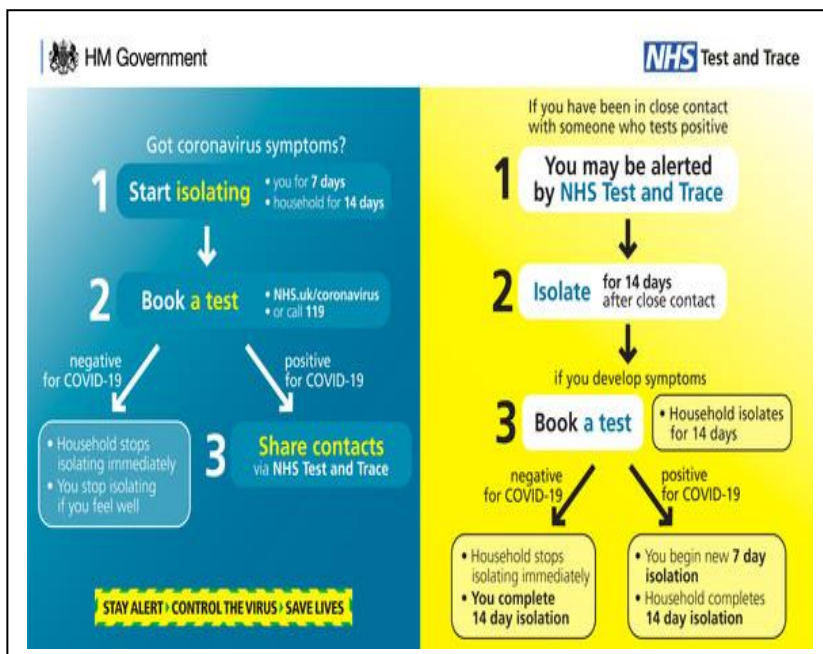 HM Government
NHS Test and Trace
Got coronavirus symptoms?
1 Start isolating
• you for 7 days
• household for 14 days
2 Book a test
• NHS.uk/coronavirus
• or call 119
negative
for COVID-19
positive
for COVID-19
• Household stops
isolating immediately
• You stop isolating
if you feel well
3 Share contacts
via NHS Test and Trace
STAY ALERT › CONTROL THE VIRUS › SAVE LIVES
If you have been in close contact
with someone who tests positive
1 You may be alerted
by NHS Test and Trace
2 Isolate
for 14 days
after close contact
if you develop symptoms
3 Book a test
• Household isolates
for 14 days
negative
for COVID-19
positive
for COVID-19
• Household stops
isolating immediately
• You complete
14 day isolation
• You begin new 7 day
isolation
• Household completes
14 day isolation